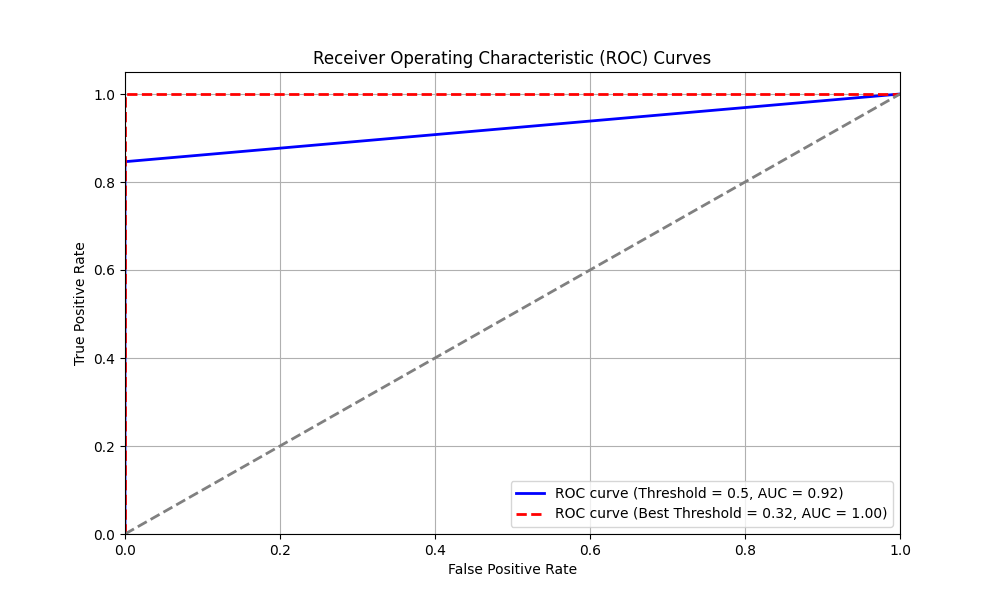 Receiver Operating Characteristic (ROC) Curves
True Positive Rate
1.0
0.8
0.6
0.4
0.2
0.0
0.0 0.2 0.4 0.6 0.8 1.0
False Positive Rate
ROC curve (Threshold = 0.5, AUC = 0.92)
ROC curve (Best Threshold = 0.32, AUC = 1.00)